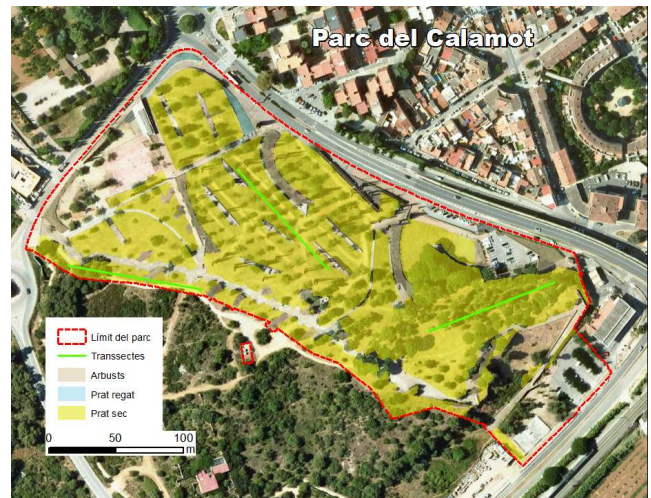 Parc del Calamot
Límit del parc
Transsectes
Arbusts
Prat regat
Prat sec
0 50 100
m